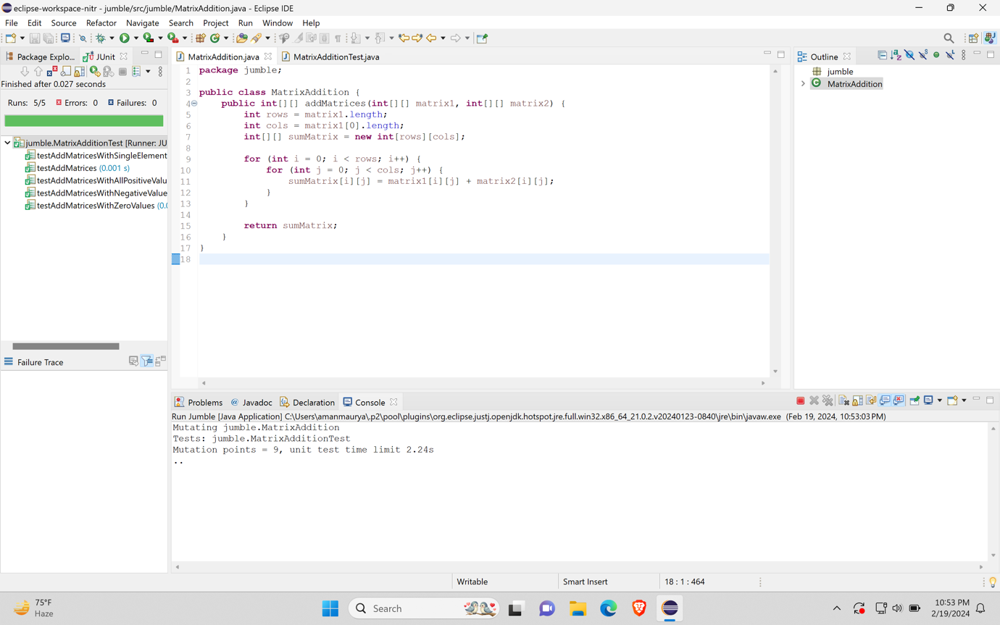 eclipse-workspace-nitr - jumble/src/jumble/MatrixAddition.java - Eclipse IDE
File Edit Source Refactor Navigate Search Project Run Window Help
Package Explo... JUnit
Finished after 0.027 seconds
Runs: 5/5 Errors: 0 Failures: 0
jumble.MatrixAdditionTest [Runner: JU
testAddMatricesWithSingleElement
testAddMatrices (0.001 s)
testAddMatricesWithAllPositiveValu
testAddMatricesWithNegativeValue
testAddMatricesWithZeroValues (0.0
Failure Trace
MatrixAddition.java MatrixAdditionTest.java
1 package jumble;
2
3 public class MatrixAddition {
4 public int[][] addMatrices(int[][] matrix1, int[][] matrix2) {
5 int rows = matrix1.length;
6 int cols = matrix1[0].length;
7 int[][] sumMatrix = new int[rows][cols];
8
9 for (int i = 0; i < rows; i++) {
10 for (int j = 0; j < cols; j++) {
11 sumMatrix[i][j] = matrix1[i][j] + matrix2[i][j];
12 }
13 }
14
15 return sumMatrix;
16 }
17 }
18
Outline
jumble
MatrixAddition
Problems @ Javadoc Declaration Console
Run Jumble [Java Application] C:\Users\amanmaurya\.p2\pool\plugins\org.eclipse.justj.openjdk.hotspot.jre.full.win32.x86_64_21.0.2.v20240123-0840\jre\bin\javaw.exe (Feb 19, 2024, 10:53:03 PM)
Mutating jumble.MatrixAddition
Tests: jumble.MatrixAdditionTest
Mutation points = 9, unit test time limit 2.24s
..
Writable Smart Insert 18 : 1 : 464
75°F
Haze
Search
10:53 PM
2/19/2024